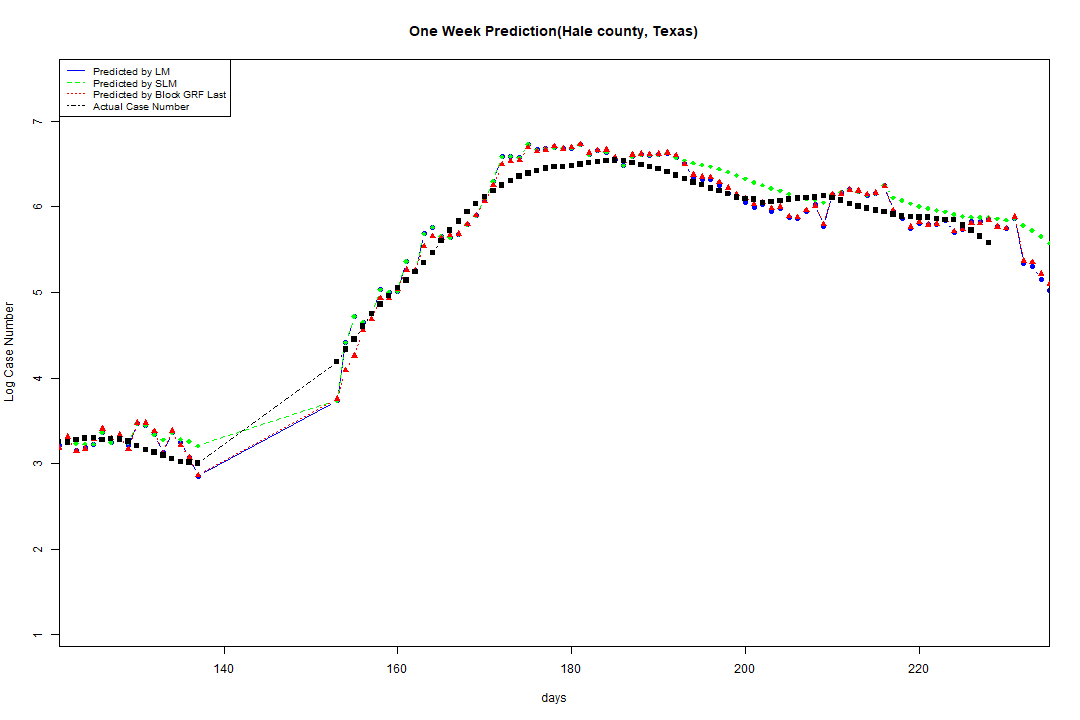 One Week Prediction(Hale county, Texas)
Predicted by LM
Predicted by SLM
Predicted by Block GRF Last
Actual Case Number
7
6
5
4
3
2
1
Log Case Number
140 160 180 200 220
days